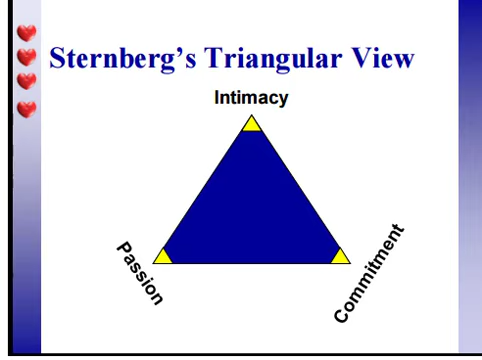 Sternberg's Triangular View
Intimacy
Passion
Commitment